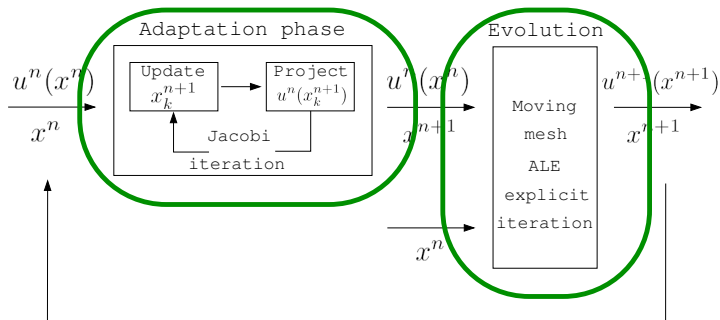 Adaptation phase
Evolution
Update
x_k^{n+1}
Project
u^n(x_k^{n+1})
Jacobi
iteration
u^n(x^n)
x^n
u^n(x^n)
x^{n+1}
x^n
Moving
mesh
ALE
explicit
iteration
u^{n+1}(x^{n+1})
x^{n+1}